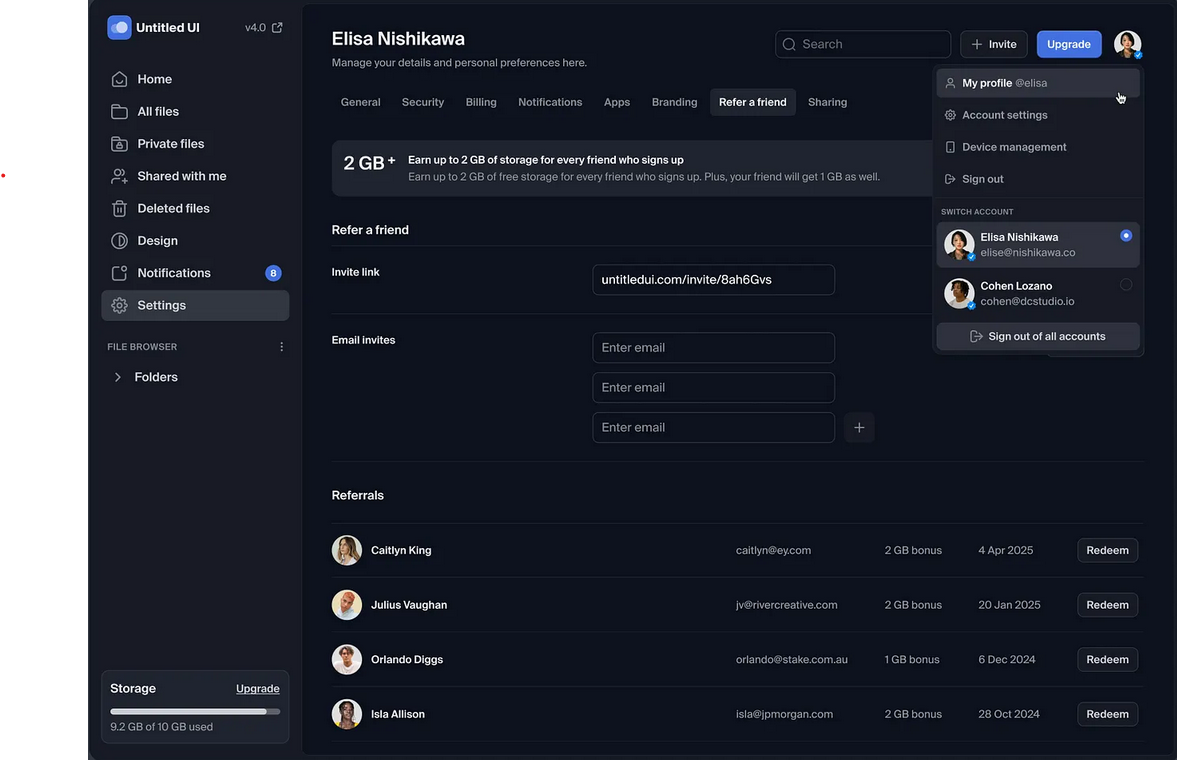 Untitled UI
v4.0
Home
All files
Private files
Shared with me
Deleted files
Design
Notifications
8
Settings
FILE BROWSER
Folders
Storage
Upgrade
9.2 GB of 10 GB used
Elisa Nishikawa
Manage your details and personal preferences here.
Search
Invite
Upgrade
General
Security
Billing
Notifications
Apps
Branding
Refer a friend
Sharing
2 GB+
Earn up to 2 GB of storage for every friend who signs up
Earn up to 2 GB of free storage for every friend who signs up. Plus, your friend will get 1 GB as well.
My profile @elisa
Account settings
Device management
Sign out
SWITCH ACCOUNT
Elisa Nishikawa
elise@nishikawa.co
Cohen Lozano
cohen@dcstudio.io
Sign out of all accounts
Refer a friend
Invite link
untitledui.com/invite/8ah6Gvs
Email invites
Enter email
Enter email
Enter email
Referrals
Caitlyn King caitlyn@ey.com 2 GB bonus 4 Apr 2025 Redeem
Julius Vaughan jv@rivercreative.com 2 GB bonus 20 Jan 2025 Redeem
Orlando Diggs orlando@stake.com.au 1 GB bonus 6 Dec 2024 Redeem
Isla Allison isla@jpmorgan.com 2 GB bonus 28 Oct 2024 Redeem